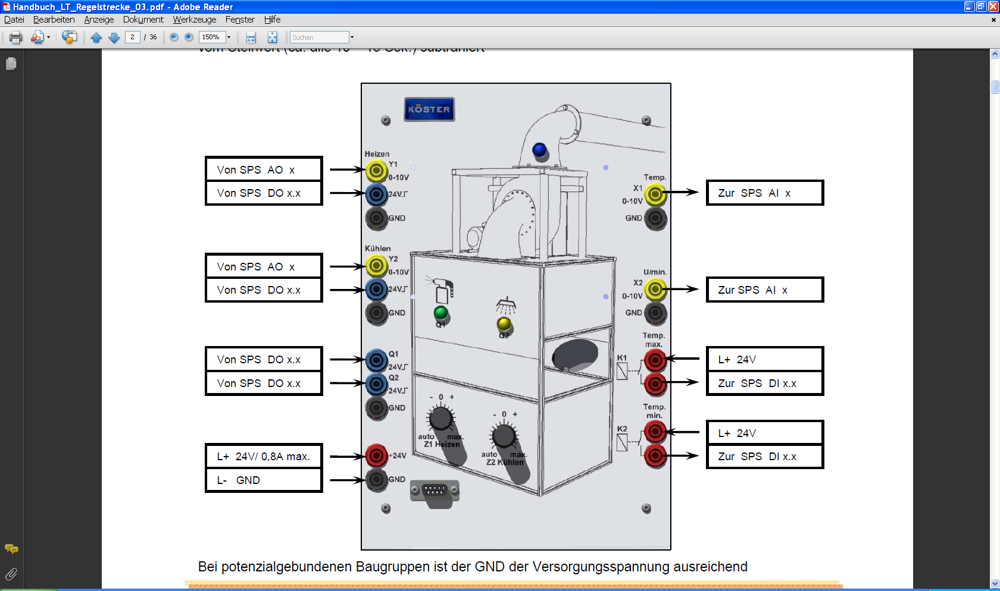 Handbuch_LT_Regelstrecke_03.pdf - Adobe Reader
Datei Bearbeiten Anzeige Dokument Werkzeuge Fenster Hilfe
2 / 36 150% Suchen
KÖSTER
Heizen
Von SPS AO x
Y1
0-10V
Von SPS DO x.x
24V
GND
Kühlen
Von SPS AO x
Y2
0-10V
Von SPS DO x.x
24V
GND
Von SPS DO x.x
Q1
24V
Von SPS DO x.x
Q2
24V
GND
L+ 24V/ 0,8A max.
+24V
L- GND
GND
Q1
Q2
- 0 +
auto max.
Z1 Heizen
- 0 +
auto max.
Z2 Kühlen
Temp.
X1
0-10V
Zur SPS AI x
GND
U/min.
X2
0-10V
Zur SPS AI x
GND
Temp.
max.
K1
L+ 24V
Zur SPS DI x.x
Temp.
min.
K2
L+ 24V
Zur SPS DI x.x
Bei potenzialgebundenen Baugruppen ist der GND der Versorgungsspannung ausreichend